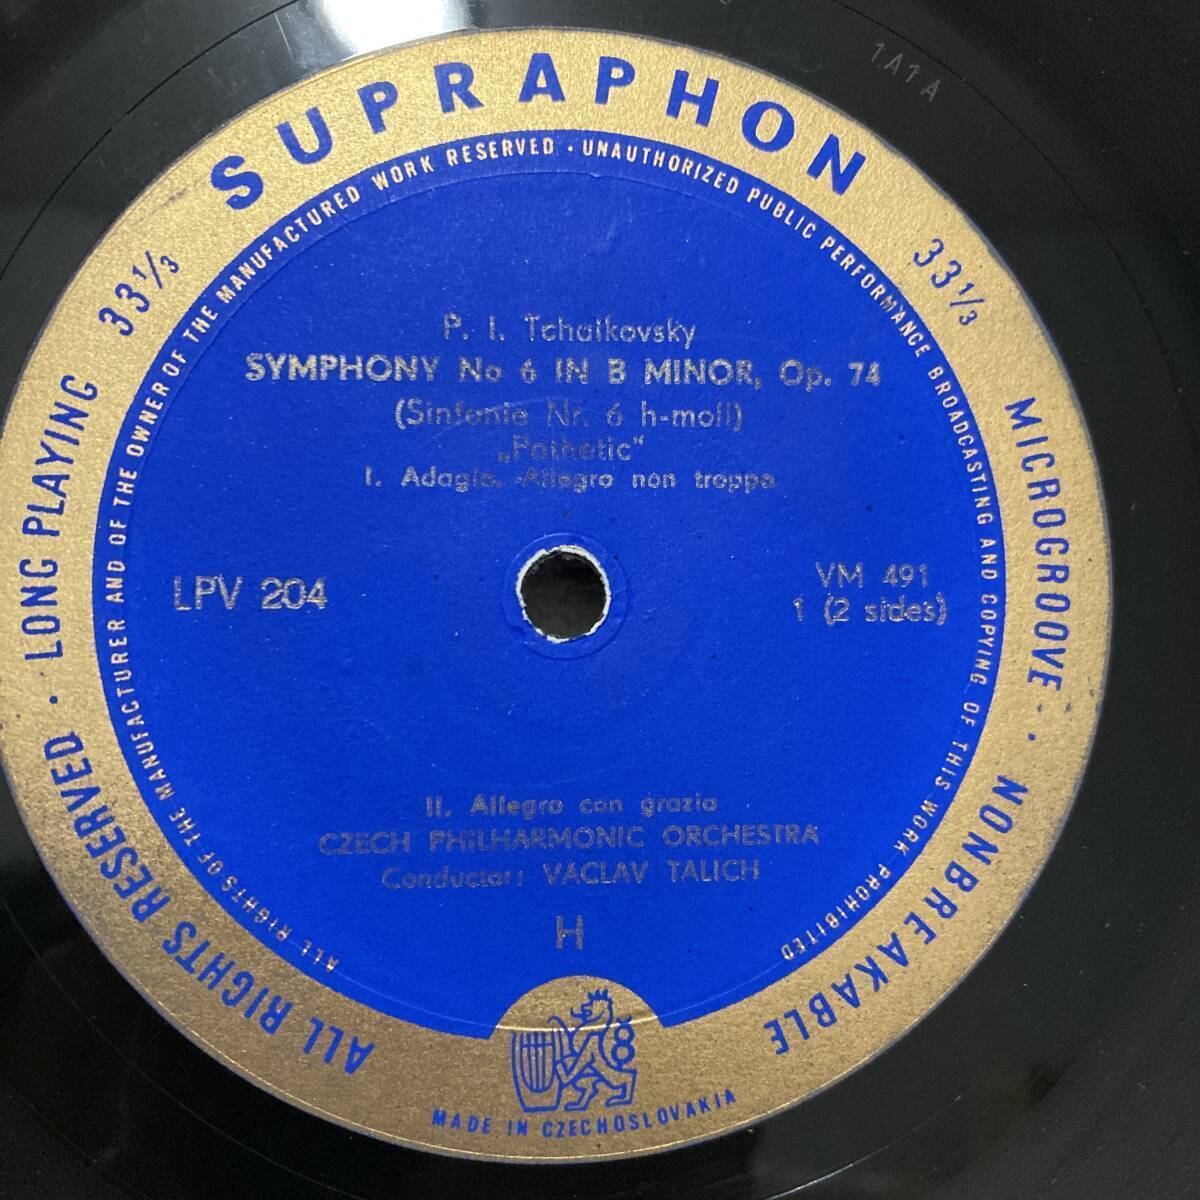 SUPRAPHON
33⅓
33⅓
LONG PLAYING ·
MICROGROOVE ·
ALL RIGHTS RESERVED
NONBREAKABLE
ALL RIGHTS OF THE MANUFACTURER AND OF THE OWNER OF THE MANUFACTURED WORK RESERVED · UNAUTHORIZED PUBLIC PERFORMANCE BROADCASTING AND COPYING OF THIS WORK PROHIBITED
1A1A
P. I. Tchaikovsky
SYMPHONY No 6 IN B MINOR, Op. 74
(Sinfonie Nr. 6 h-moll)
„Pathetic“
I. Adagio. Allegro non troppo
LPV 204
VM 491
1 (2 sides)
II. Allegro con grazia
CZECH PHILHARMONIC ORCHESTRA
Conductor: VACLAV TALICH
H
MADE IN CZECHOSLOVAKIA